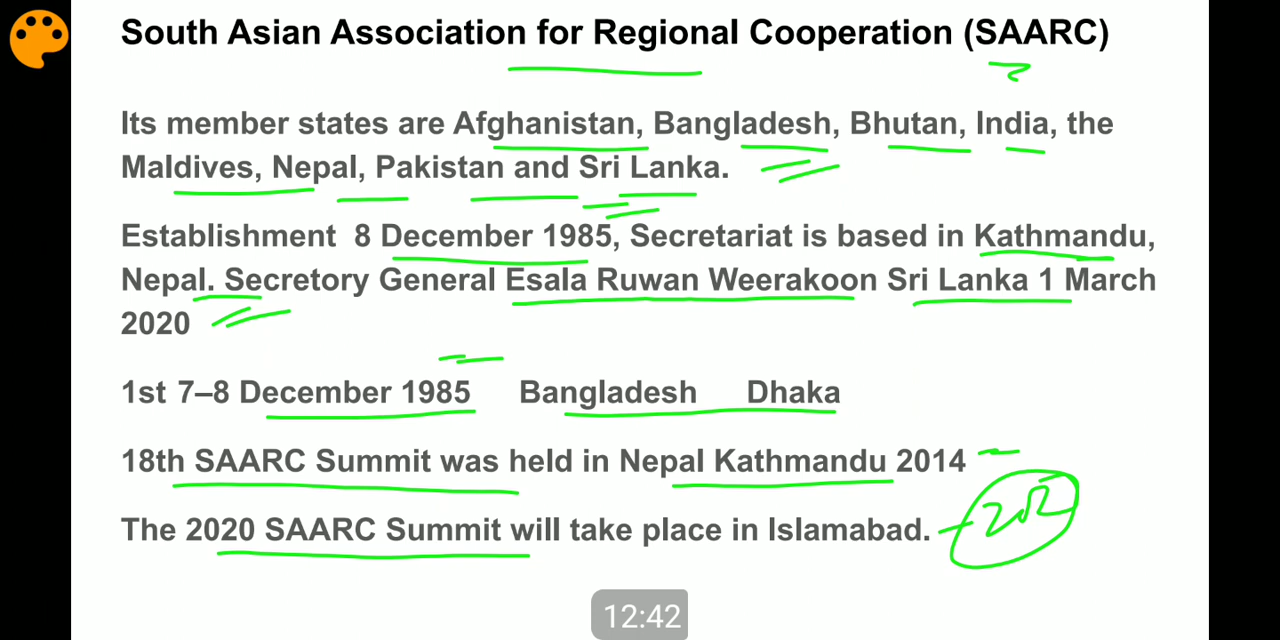 South Asian Association for Regional Cooperation (SAARC)
Its member states are Afghanistan, Bangladesh, Bhutan, India, the
Maldives, Nepal, Pakistan and Sri Lanka.
Establishment 8 December 1985, Secretariat is based in Kathmandu,
Nepal. Secretory General Esala Ruwan Weerakoon Sri Lanka 1 March
2020
1st 7–8 December 1985 Bangladesh Dhaka
18th SAARC Summit was held in Nepal Kathmandu 2014
The 2020 SAARC Summit will take place in Islamabad.
12:42